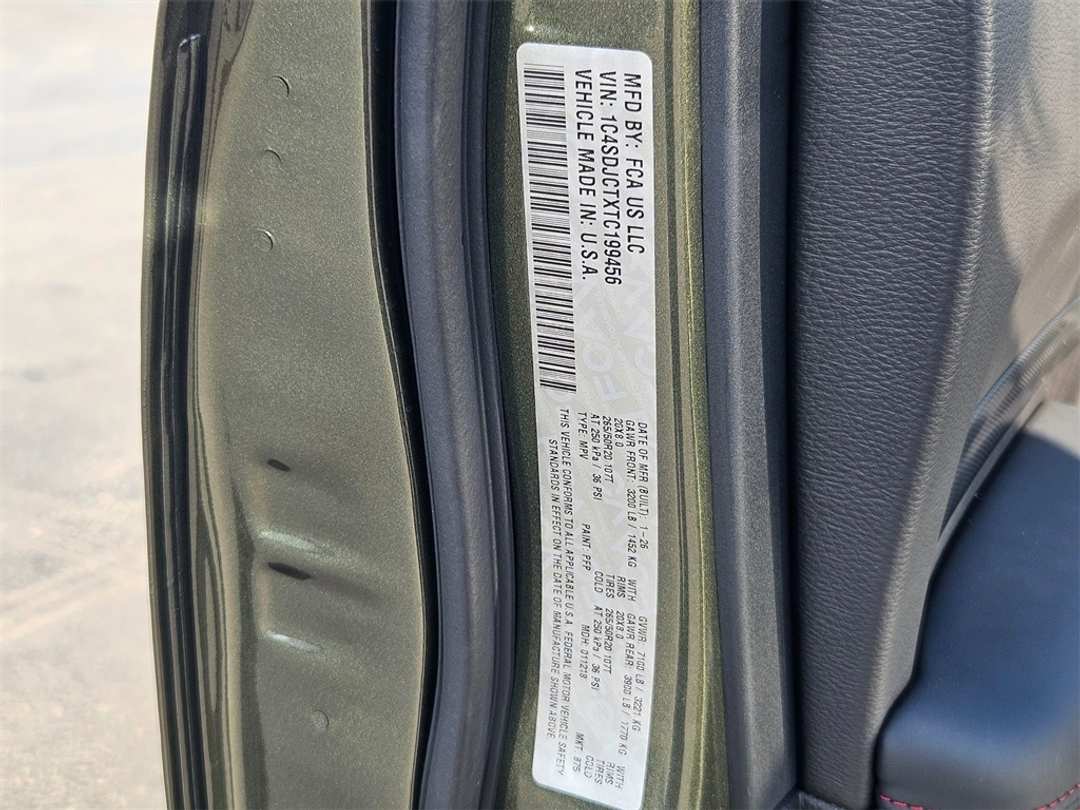 MFD BY: FCA US LLC
VIN: 1C4SDJCTXTC199456
VEHICLE MADE IN: U.S.A.
DATE OF MFR (BUILT): 1-26 GVWR: 7100 LB / 3221 KG
GAWR FRONT: 3200 LB / 1452 KG WITH GAWR REAR: 3900 LB / 1770 KG WITH
20X8.0 RIMS 20X8.0 RIMS
265/50R20 107T TIRES 265/50R20 107T TIRES
AT 250 kPa / 36 PSI COLD AT 250 kPa / 36 PSI COLD
TYPE: MPV PAINT: PFP MDH: 011218 MKT: 875
THIS VEHICLE CONFORMS TO ALL APPLICABLE U.S.A. FEDERAL MOTOR VEHICLE SAFETY
STANDARDS IN EFFECT ON THE DATE OF MANUFACTURE SHOWN ABOVE.